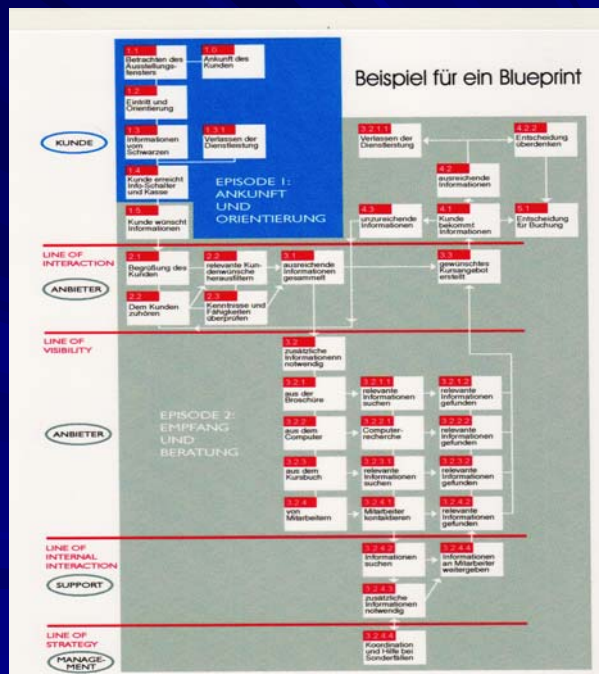 Beispiel für ein Blueprint
1.1
Betrachten des
Ausstellungs-
fensters
1.0
Ankunft des
Kunden
1.2
Eintritt und
Orientierung
KUNDE
1.3
Informationen
vom
Schwarzen
1.3.1
Verlassen der
Dienstleistung
1.4
Kunde erreicht
Info-Schalter
und Kasse
EPISODE 1:
ANKUNFT
UND
ORIENTIERUNG
1.5
Kunde wünscht
Informationen
3.2.1.1
Verlassen der
Dienstleistung
4.2.2
Entscheidung
überdenken
4.2
ausreichende
Informationen
4.3
unzureichende
Informationen
4.1
Kunde
bekommt
Informationen
5.1
Entscheidung
für Buchung
LINE OF
INTERACTION
ANBIETER
2.1
Begrüßung des
Kunden
2.2
relevante Kun-
denwünsche
herausfiltern
3.1
ausreichende
Informationen
gesammelt
3.3
gewünschtes
Kursangebot
erstellt
2.2
Dem Kunden
zuhören
2.3
Kenntnisse und
Fähigkeiten
überprüfen
LINE OF
VISIBILITY
3.2
zusätzliche
Informationenn
notwendig
EPISODE 2:
EMPFANG
UND
BERATUNG
ANBIETER
3.2.1
aus der
Broschüre
3.2.1.1
relevante
Informationen
suchen
3.2.1.2
relevante
Informationen
gefunden
3.2.2
aus dem
Computer
3.2.2.1
Computer-
recherche
3.2.2.2
relevante
Informationen
gefunden
3.2.3
aus dem
Kursbuch
3.2.3.1
relevante
Informationen
suchen
3.2.3.2
relevante
Informationen
gefunden
3.2.4
von
Mitarbeitern
3.2.4.1
Mitarbeiter
kontaktieren
3.2.4.2
relevante
Informationen
gefunden
LINE OF
INTERNAL
INTERACTION
SUPPORT
3.2.4.2
Informationen
suchen
3.2.4.4
Informationen
an Mitarbeiter
weitergeben
3.2.4.3
zusätzliche
Informationen
notwendig
LINE OF
STRATEGY
MANAGE-
MENT
3.2.4.4
Koordination
und Hilfe bei
Sonderfällen